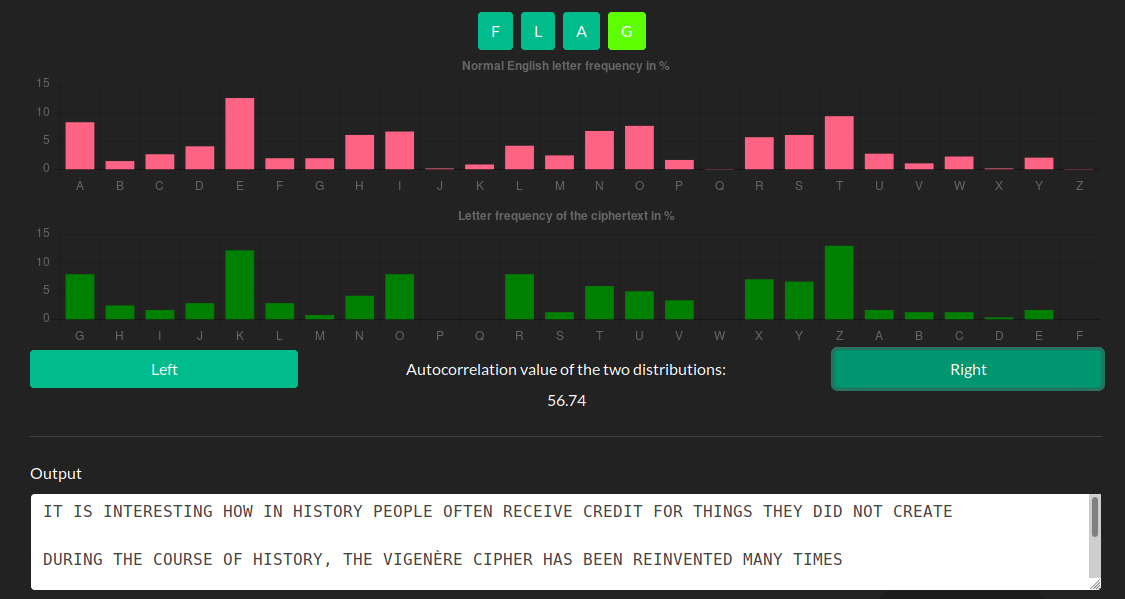 F L A G
Normal English letter frequency in %
15
10
5
0
A B C D E F G H I J K L M N O P Q R S T U V W X Y Z
Letter frequency of the ciphertext in %
15
10
5
0
G H I J K L M N O P Q R S T U V W X Y Z A B C D E F
Left Autocorrelation value of the two distributions: Right
56.74
Output
IT IS INTERESTING HOW IN HISTORY PEOPLE OFTEN RECEIVE CREDIT FOR THINGS THEY DID NOT CREATE
DURING THE COURSE OF HISTORY, THE VIGENÈRE CIPHER HAS BEEN REINVENTED MANY TIMES